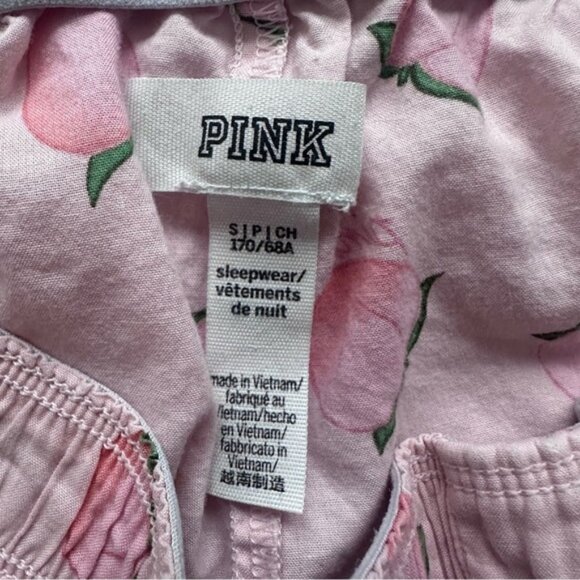 PINK
S|P|CH
170/68A
sleepwear/
vêtements
de nuit
made in Vietnam/
fabriqué au
Vietnam/hecho
en Vietnam/
fabbricato in
Vietnam/
越南制造